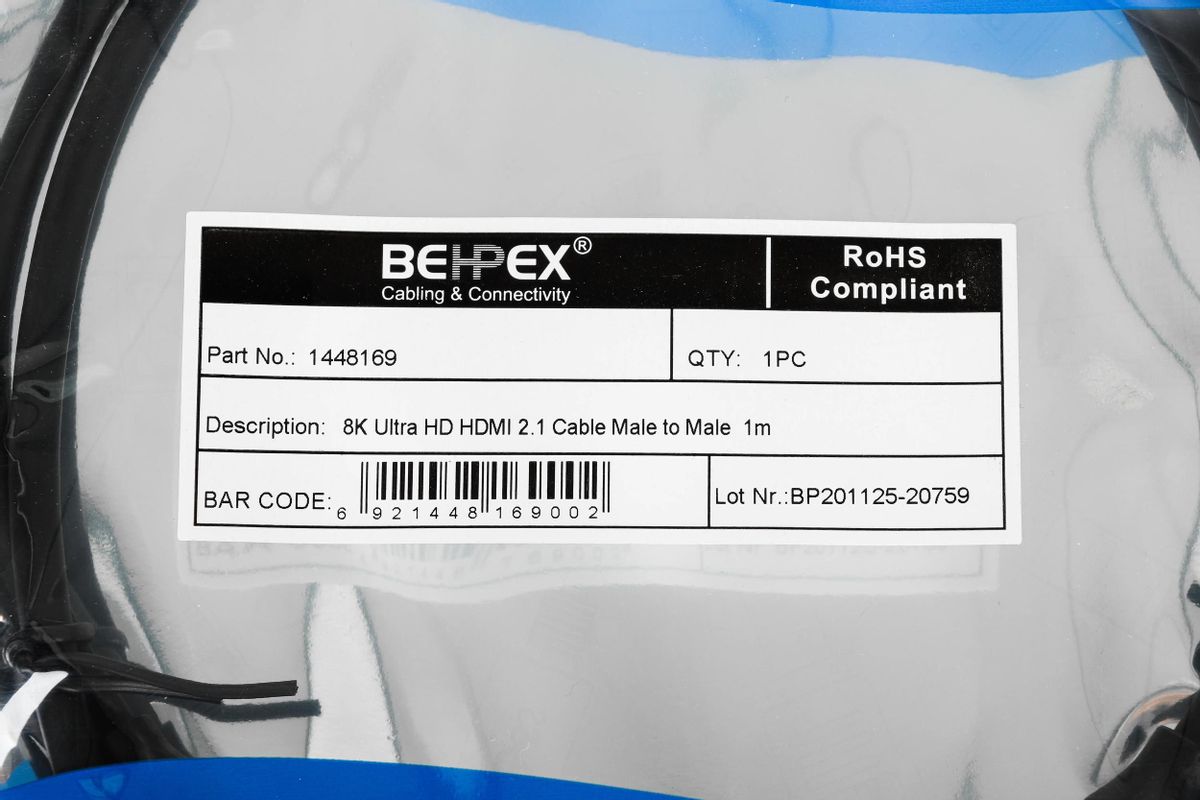 BEHPEX®
Cabling & Connectivity
RoHS
Compliant
Part No.: 1448169
QTY: 1PC
Description: 8K Ultra HD HDMI 2.1 Cable Male to Male 1m
BAR CODE:
6 921448 169002
Lot Nr.:BP201125-20759